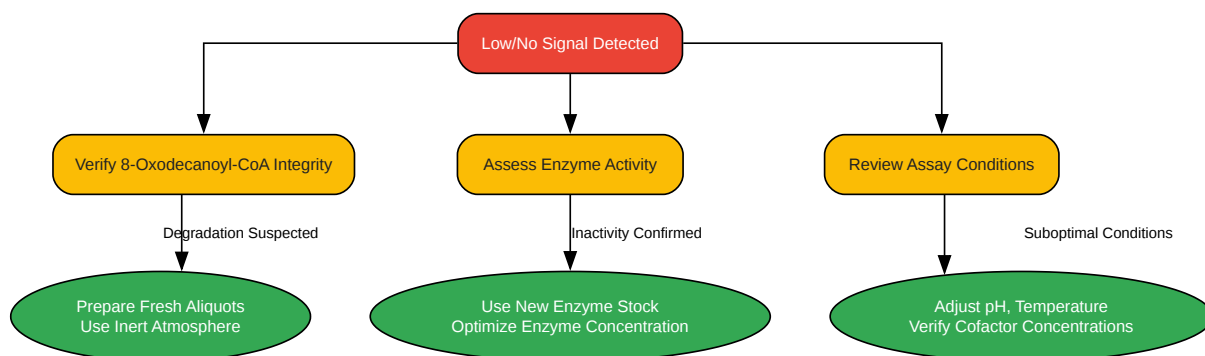 Low/No Signal Detected
Verify 8-Oxodecanoyl-CoA Integrity
Assess Enzyme Activity
Review Assay Conditions
Degradation Suspected
Inactivity Confirmed
Suboptimal Conditions
Prepare Fresh Aliquots
Use Inert Atmosphere
Use New Enzyme Stock
Optimize Enzyme Concentration
Adjust pH, Temperature
Verify Cofactor Concentrations